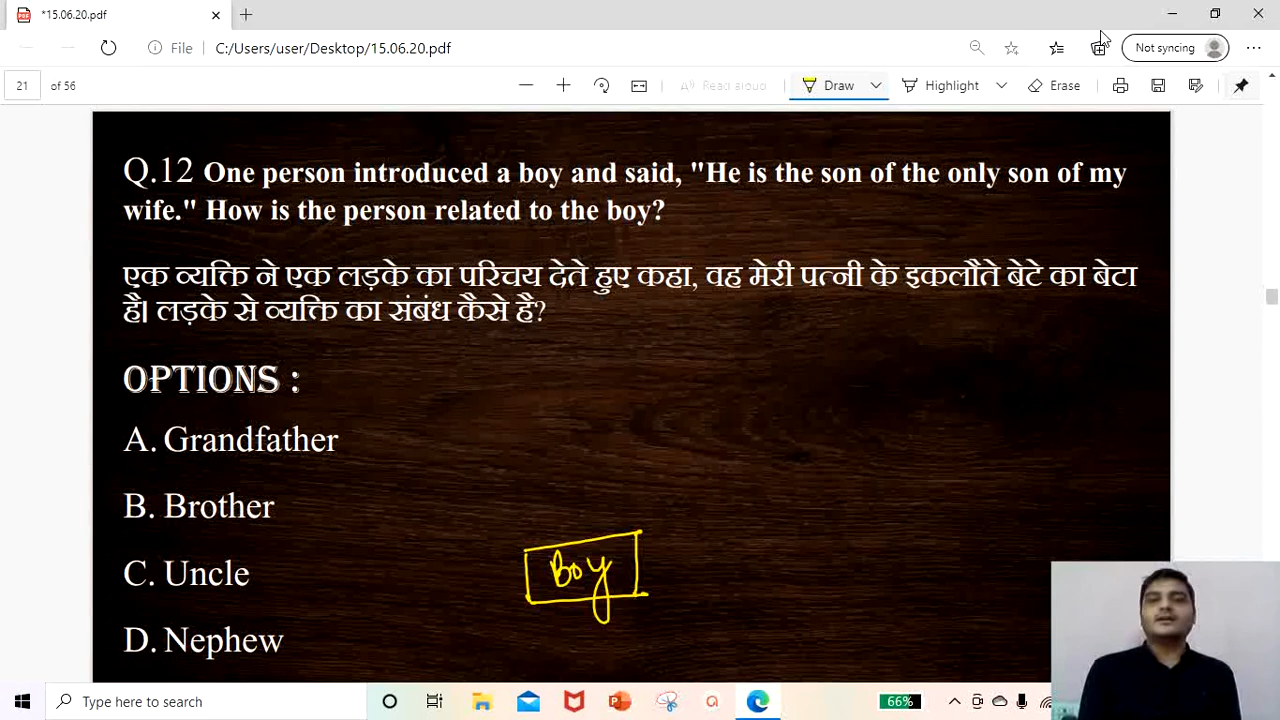 *15.06.20.pdf
File C:/Users/user/Desktop/15.06.20.pdf
Not syncing
21 of 56
Read aloud Draw Highlight Erase
Q.12 One person introduced a boy and said, "He is the son of the only son of my
wife." How is the person related to the boy?
एक व्यक्ति ने एक लड़के का परिचय देते हुए कहा, वह मेरी पत्नी के इकलौते बेटे का बेटा
है। लड़के से व्यक्ति का संबंध कैसे है?
OPTIONS :
A. Grandfather
B. Brother
C. Uncle
D. Nephew
Boy
Type here to search
66%